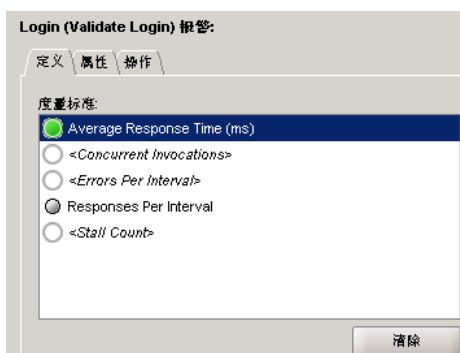 Login (Validate Login) 报警:
定义 属性 操作
度量标准:
Average Response Time (ms)
<Concurrent Invocations>
<Errors Per Interval>
Responses Per Interval
<Stall Count>
清除